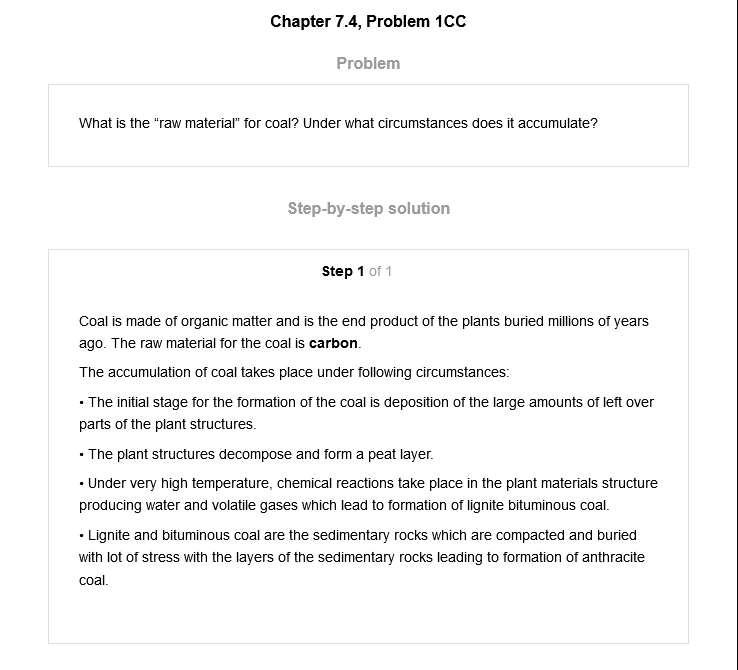 Chapter 7.4, Problem 1CC
Problem
What is the “raw material” for coal? Under what circumstances does it accumulate?
Step-by-step solution
Step 1 of 1
Coal is made of organic matter and is the end product of the plants buried millions of years
ago. The raw material for the coal is carbon.
The accumulation of coal takes place under following circumstances:
• The initial stage for the formation of the coal is deposition of the large amounts of left over
parts of the plant structures.
• The plant structures decompose and form a peat layer.
• Under very high temperature, chemical reactions take place in the plant materials structure
producing water and volatile gases which lead to formation of lignite bituminous coal.
• Lignite and bituminous coal are the sedimentary rocks which are compacted and buried
with lot of stress with the layers of the sedimentary rocks leading to formation of anthracite
coal.